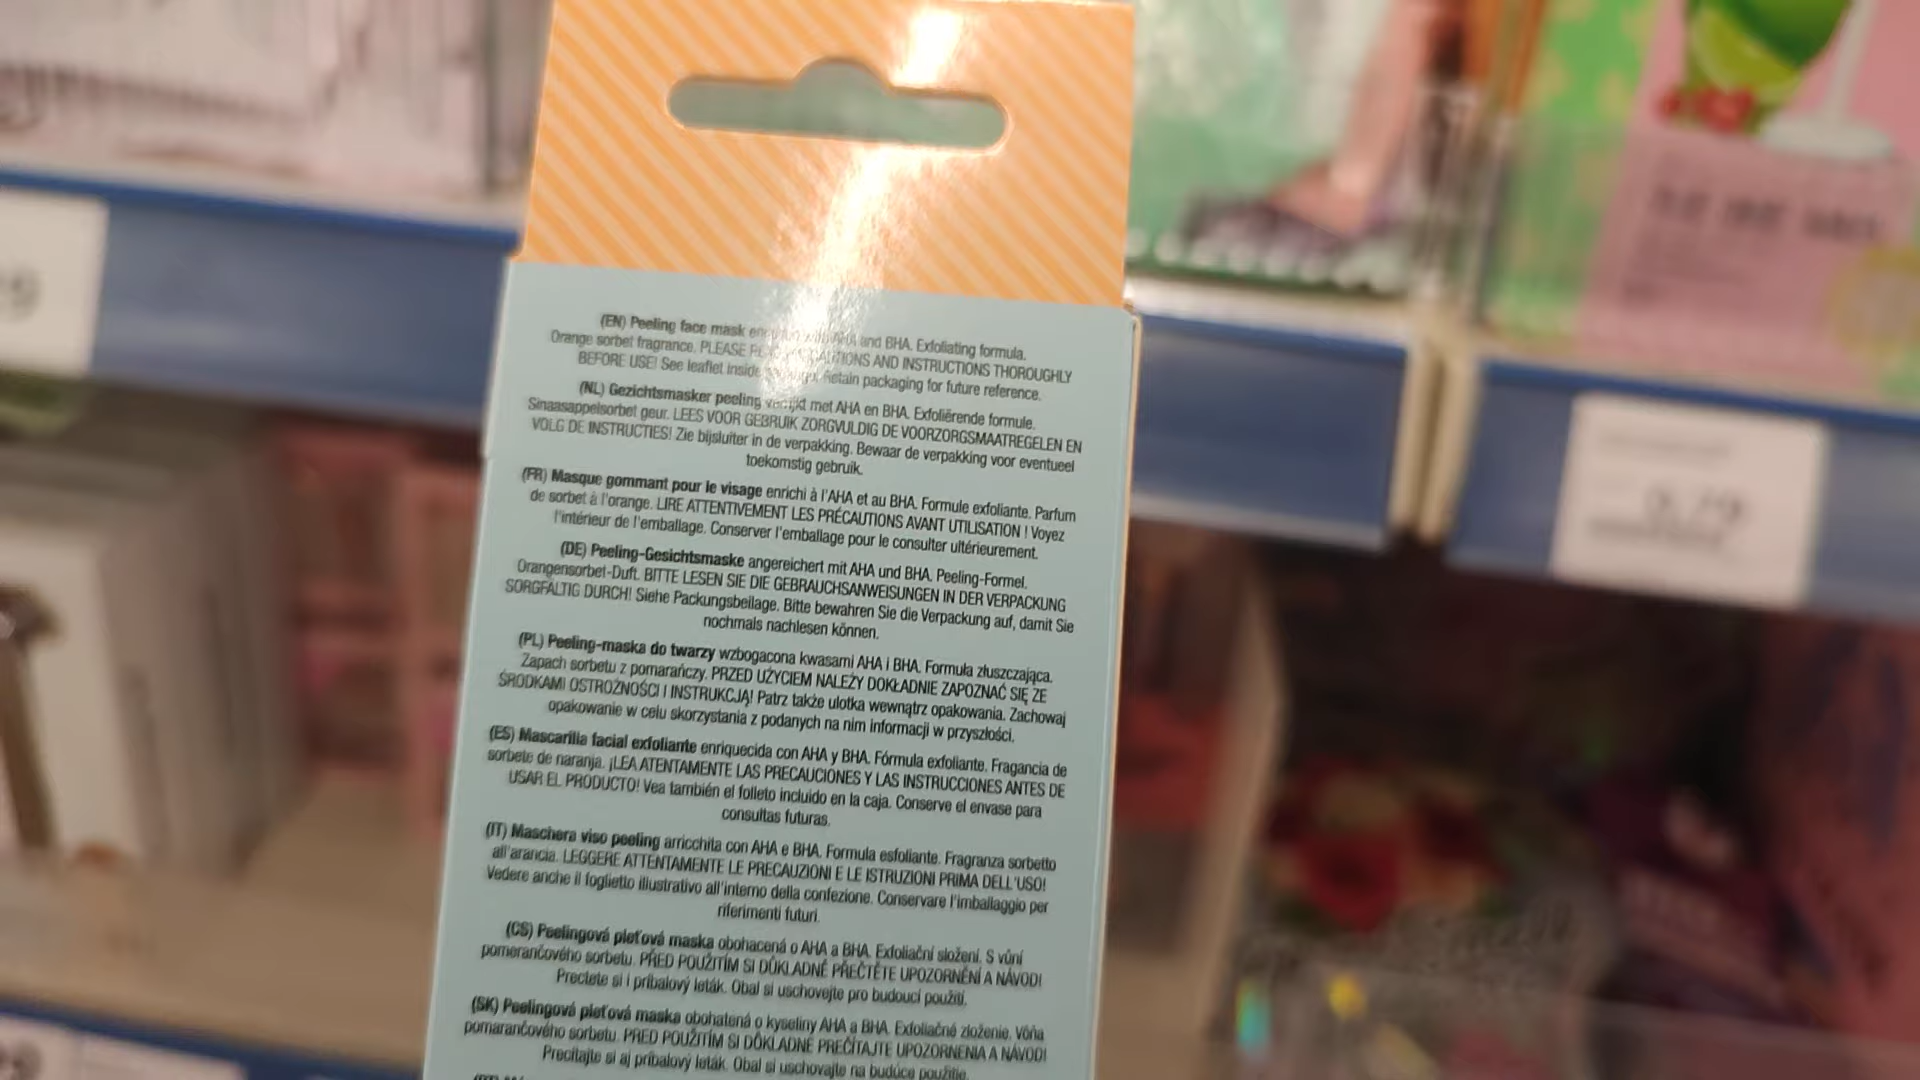 (EN) Peeling face mask enriched with AHA and BHA. Exfoliating formula.
Orange sorbet fragrance. PLEASE PRECAUTIONS AND INSTRUCTIONS THOROUGHLY
BEFORE USE! See leaflet inside Retain packaging for future reference.
(NL) Gezichtsmasker peeling verrijkt met AHA en BHA. Exfoliërende formule.
Sinaasappelsorbet geur. LEES VOOR GEBRUIK ZORGVULDIG DE VOORZORGSMAATREGELEN EN
VOLG DE INSTRUCTIES! Zie bijsluiter in de verpakking. Bewaar de verpakking voor eventueel
toekomstig gebruik.
(FR) Masque gommant pour le visage enrichi à l'AHA et au BHA. Formule exfoliante. Parfum
de sorbet à l'orange. LIRE ATTENTIVEMENT LES PRÉCAUTIONS AVANT UTILISATION ! Voyez
l'intérieur de l'emballage. Conserver l'emballage pour le consulter ultérieurement.
(DE) Peeling-Gesichtsmaske angereichert mit AHA und BHA. Peeling-Formel.
Orangensorbet-Duft. BITTE LESEN SIE DIE GEBRAUCHSANWEISUNGEN IN DER VERPACKUNG
SORGFÄLTIG DURCH! Siehe Packungsbeilage. Bitte bewahren Sie die Verpackung auf, damit Sie
nochmals nachlesen können.
(PL) Peeling-maska do twarzy wzbogacona kwasami AHA i BHA. Formuła złuszczająca.
Zapach sorbetu z pomarańczy. PRZED UŻYCIEM NALEŻY DOKŁADNIE ZAPOZNAĆ SIĘ ZE
ŚRODKAMI OSTROŻNOŚCI I INSTRUKCJĄ! Patrz także ulotka wewnątrz opakowania. Zachowaj
opakowanie w celu skorzystania z podanych na nim informacji w przyszłości.
(ES) Mascarilla facial exfoliante enriquecida con AHA y BHA. Fórmula exfoliante. Fragancia de
sorbete de naranja. ¡LEA ATENTAMENTE LAS PRECAUCIONES Y LAS INSTRUCCIONES ANTES DE
USAR EL PRODUCTO! Vea también el folleto incluido en la caja. Conserve el envase para
consultas futuras.
(IT) Maschera viso peeling arricchita con AHA e BHA. Formula esfoliante. Fragranza sorbetto
all'arancia. LEGGERE ATTENTAMENTE LE PRECAUZIONI E LE ISTRUZIONI PRIMA DELL'USO!
Vedere anche il foglietto illustrativo all'interno della confezione. Conservare l'imballaggio per
riferimenti futuri.
(CS) Peelingová pleťová maska obohacená o AHA a BHA. Exfoliační složení. S vůní
pomerančového sorbetu. PŘED POUŽITÍM SI DŮKLADNĚ PŘEČTĚTE UPOZORNĚNÍ A NÁVOD!
Přečtěte si i příbalový leták. Obal si uschovejte pro budoucí použití.
(SK) Peelingová pleťová maska obohatená o kyseliny AHA a BHA. Exfoliačné zloženie. Vôňa
pomarančového sorbetu. PRED POUŽITÍM SI DÔKLADNE PREČÍTAJTE UPOZORNENIA A NÁVOD!
Prečítajte si aj príbalový leták. Obal si uschovajte na budúce použitie.